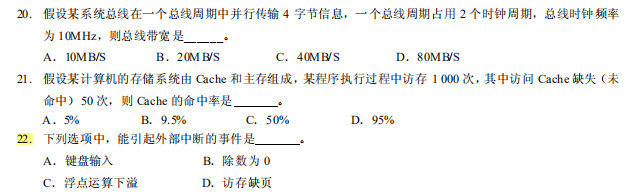 20. 假设某系统总线在一个总线周期中并行传输 4 字节信息，一个总线周期占用 2 个时钟周期，总线时钟频率
为 10MHz，则总线带宽是______。
A. 10MB/S B. 20MB/S C. 40MB/S D. 80MB/S
21. 假设某计算机的存储系统由 Cache 和主存组成，某程序执行过程中访存 1 000 次，其中访问 Cache 缺失（未
命中）50 次，则 Cache 的命中率是______。
A. 5% B. 9.5% C. 50% D. 95%
22. 下列选项中，能引起外部中断的事件是______。
A. 键盘输入 B. 除数为 0
C. 浮点运算下溢 D. 访存缺页